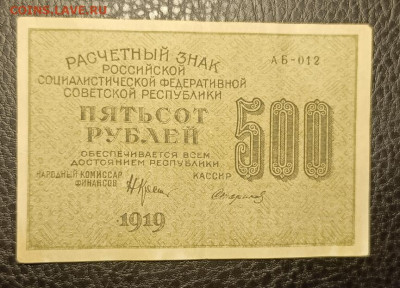 COINS.LAVE.RU
РАСЧЕТНЫЙ ЗНАК
РОССИЙСКОЙ
СОЦИАЛИСТИЧЕСКОЙ ФЕДЕРАТИВНОЙ
СОВЕТСКОЙ РЕСПУБЛИКИ
АБ-012
ПЯТЬСОТ
РУБЛЕЙ
500
ОБЕСПЕЧИВАЕТСЯ ВСЕМ
ДОСТОЯНИЕМ РЕСПУБЛИКИ
НАРОДНЫЙ КОМИССАР
ФИНАНСОВ
КАССИР
1919